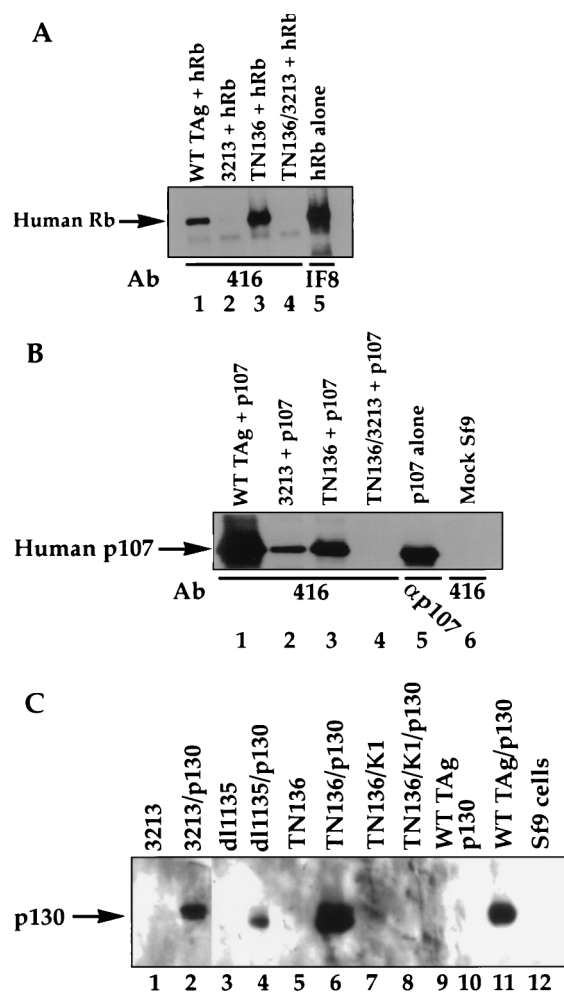 A
WT TAg + hRb
3213 + hRb
TN136 + hRb
TN136/3213 + hRb
hRb alone
Human Rb
Ab
416
IF8
1 2 3 4 5
B
WT TAg + p107
3213 + p107
TN136 + p107
TN136/3213 + p107
p107 alone
Mock Sf9
Human p107
Ab
416
αp107
416
1 2 3 4 5 6
C
3213
3213/p130
dl1135
dl1135/p130
TN136
TN136/p130
TN136/K1
TN136/K1/p130
WT TAg
p130
WT TAg/p130
Sf9 cells
p130
1 2 3 4 5 6 7 8 9 10 11 12